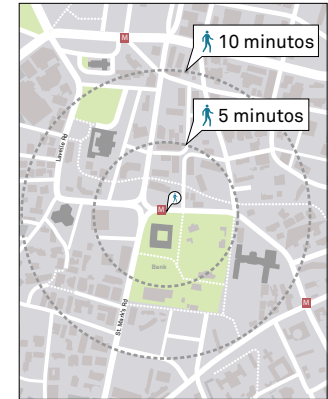 M
10 minutos
5 minutos
Lavelle Rd
M
Bank
St. Mark's Rd
M